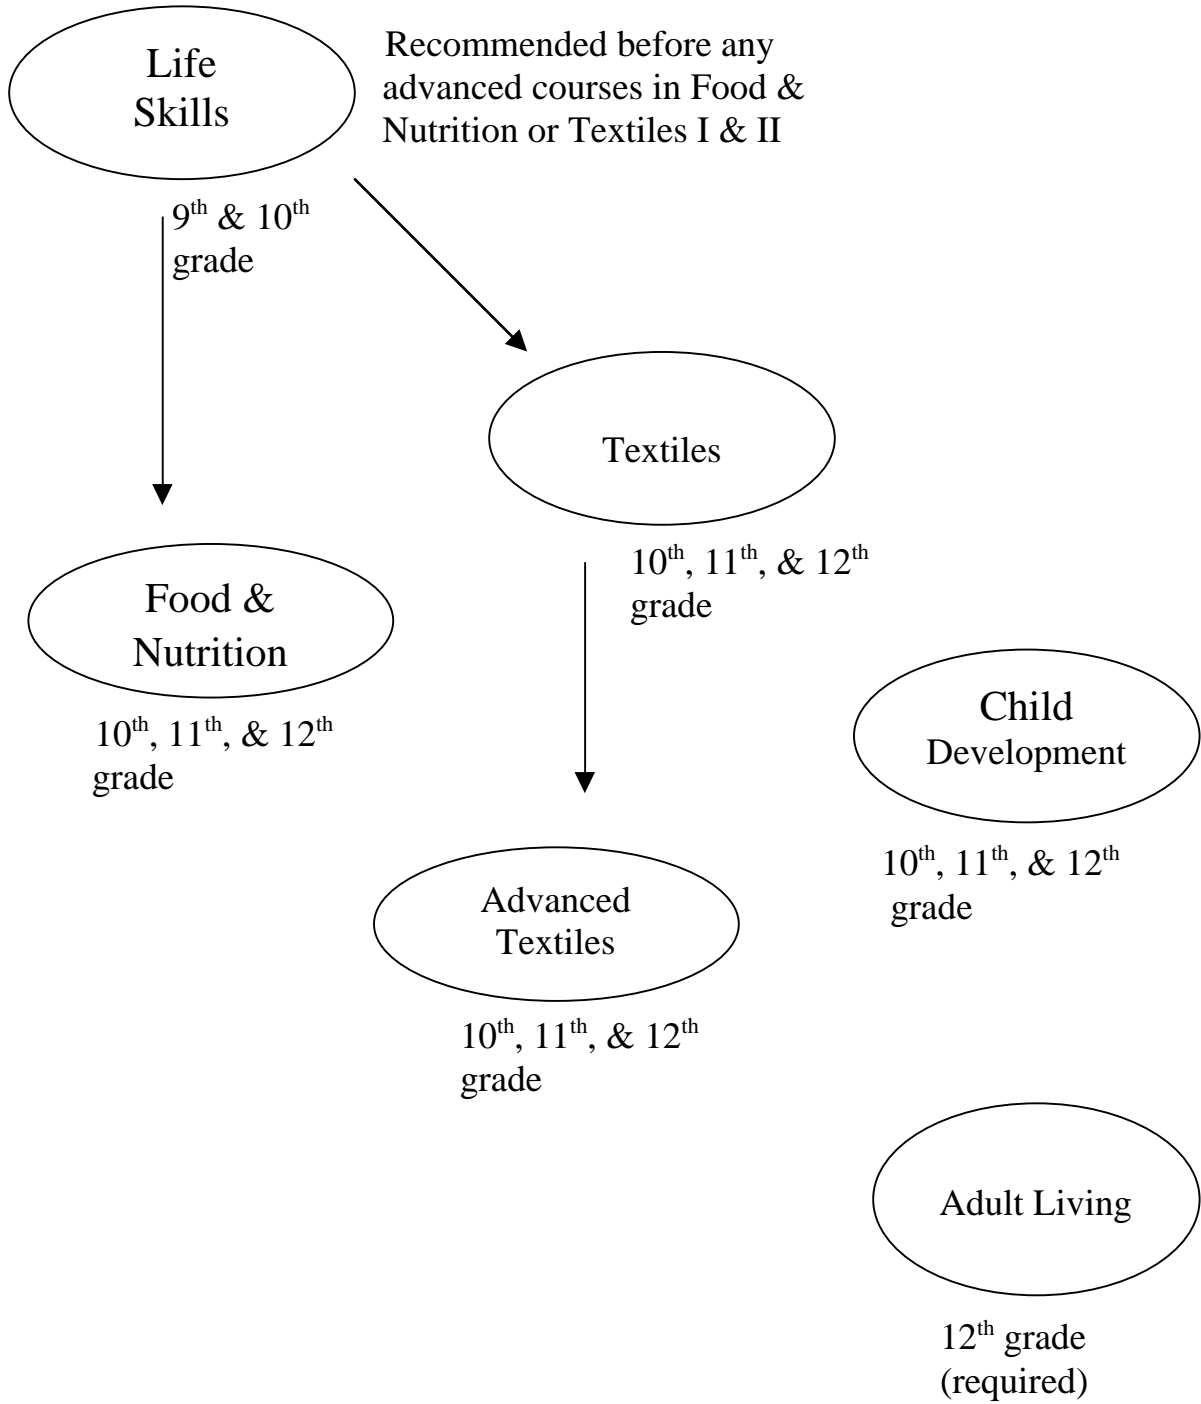 Life
Skills
Recommended before any
advanced courses in Food &
Nutrition or Textiles I & II
9th & 10th
grade
Textiles
10th, 11th, & 12th
grade
Food &
Nutrition
10th, 11th, & 12th
grade
Child
Development
10th, 11th, & 12th
grade
Advanced
Textiles
10th, 11th, & 12th
grade
Adult Living
12th grade
(required)